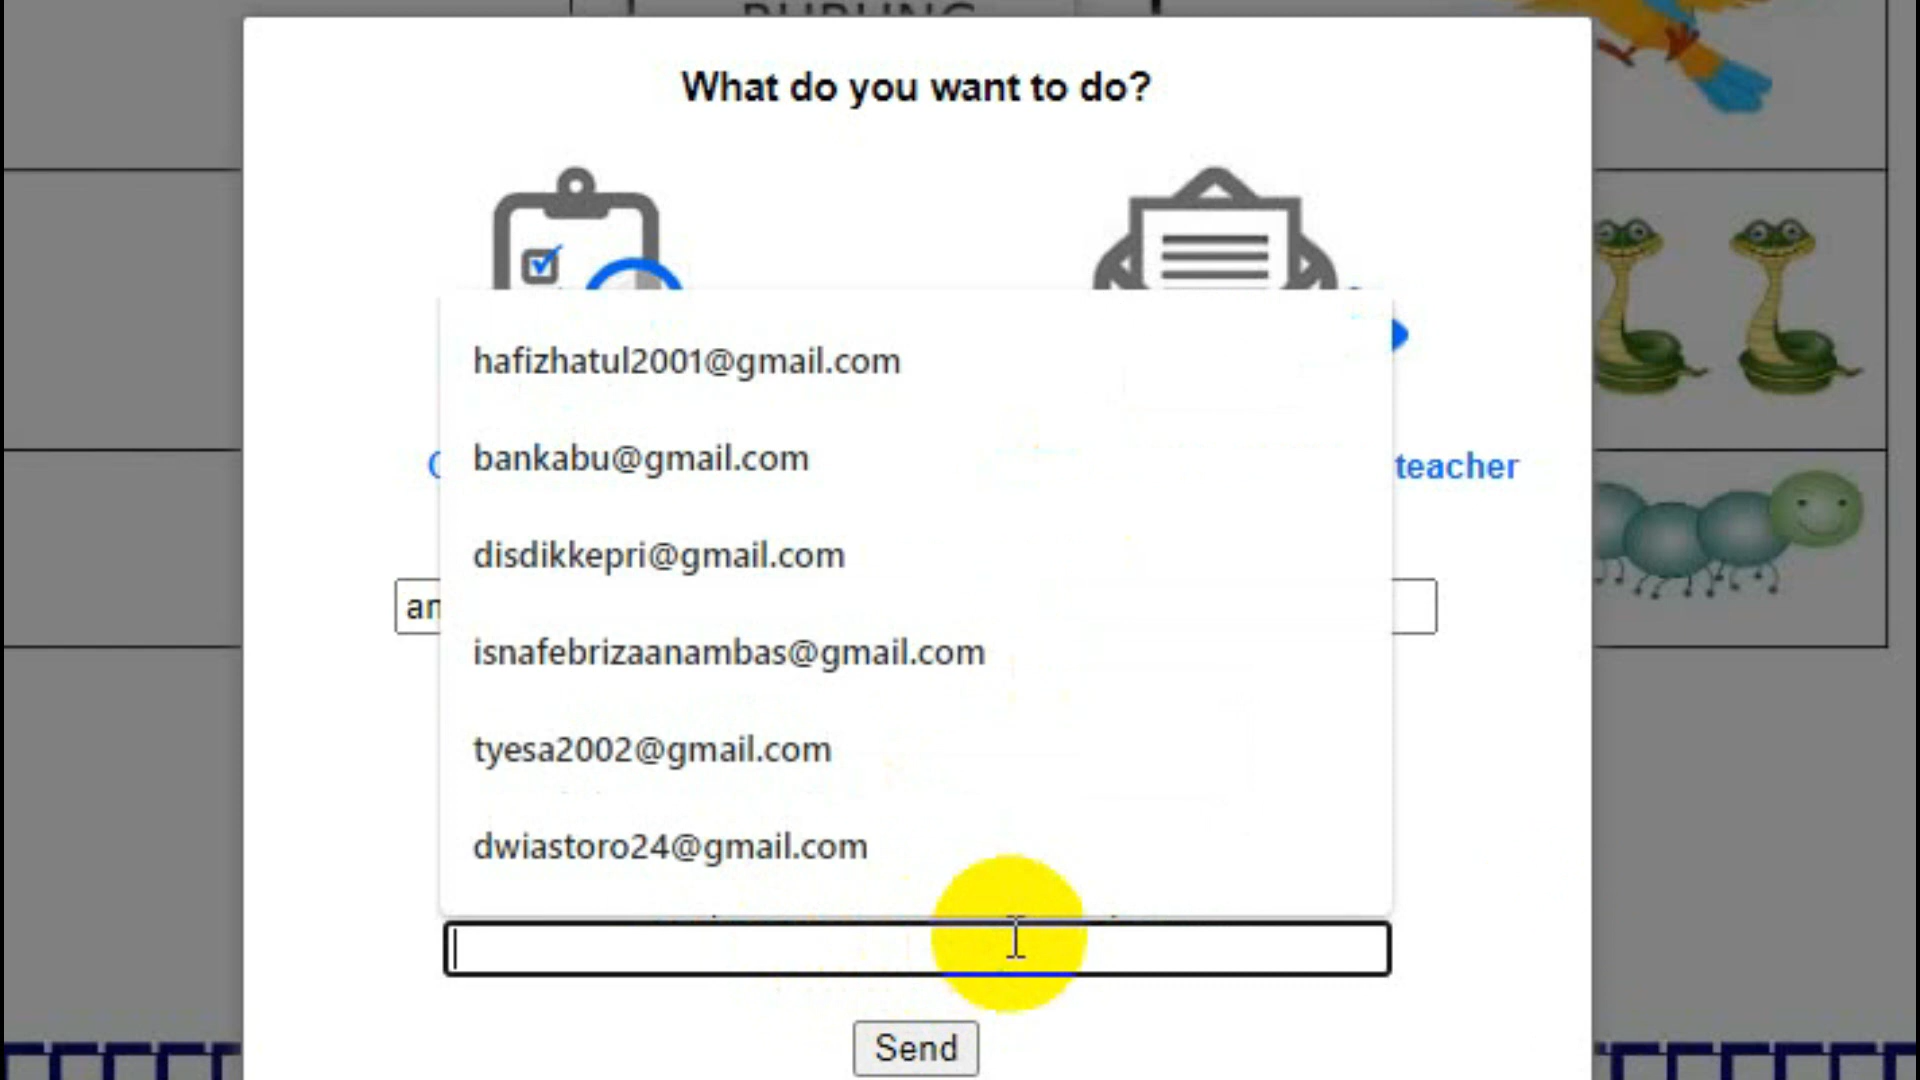 What do you want to do?
hafizhatul2001@gmail.com
bankabu@gmail.com
teacher
disdikkepri@gmail.com
an
isnafebrizaanambas@gmail.com
tyesa2002@gmail.com
dwiastoro24@gmail.com
Send